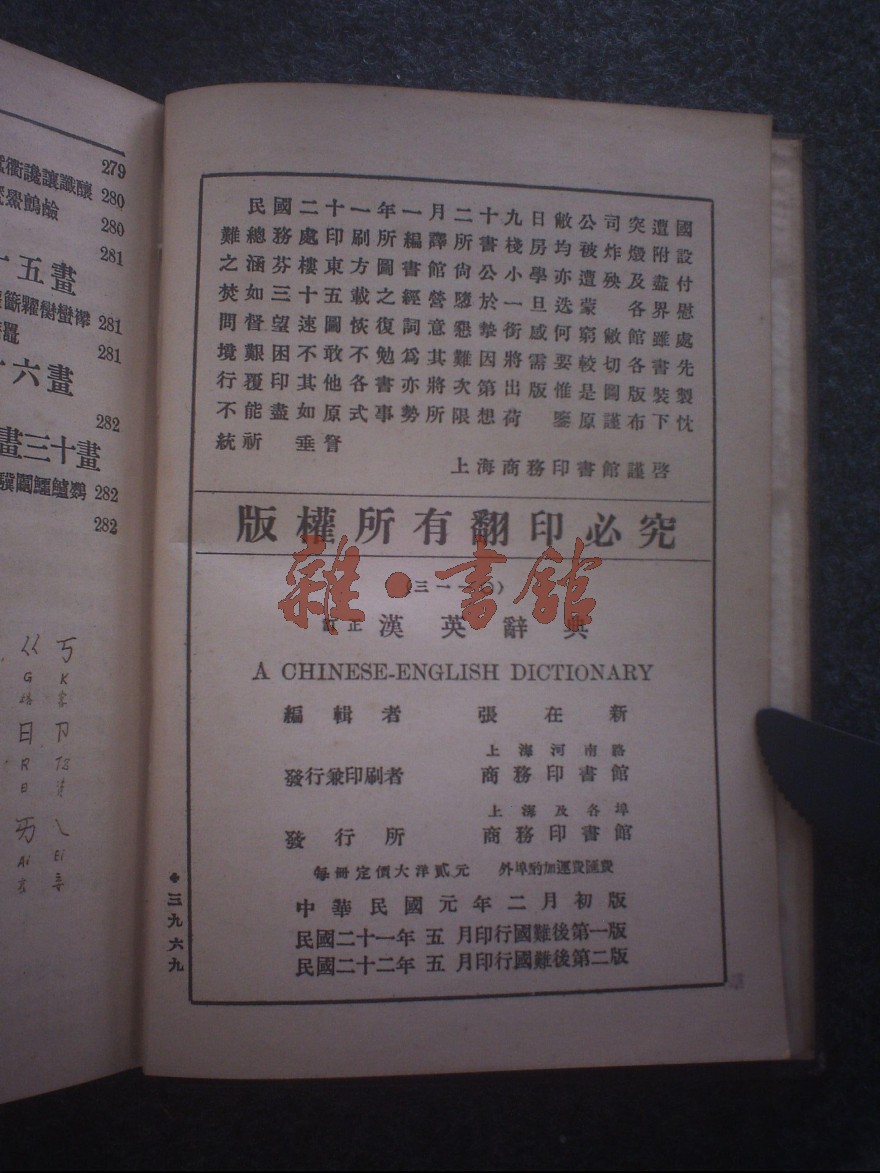 279
280
280
281
十五畫
281
281
十六畫
282
畫三十畫
282
282
ㄍ ㄎ
G K
ㄖ ㄗ
R TZ
日
ㄞ ㄟ
Ai Ei
三九六九
民國二十一年一月二十九日敝公司突遭國
難總務處印刷所編譯所書棧房均被炸燬附設
之涵芬樓東方圖書館尙公小學亦遭殃及盡付
焚如三十五載之經營隳於一旦迭蒙 各界慰
問督望速圖恢復詞意懇摯銜感何窮敝館雖處
境艱困不敢不勉爲其難因將需要較切各書先
行覆印其他各書亦將次第出版惟是圖版裝製
不能盡如原式事勢所限想荷 鑒原謹布下忱
統祈 垂詧
上海商務印書館謹啓
版權所有翻印必究
雜•書館
訂正 漢英辭典
A CHINESE-ENGLISH DICTIONARY
編輯者 張在新
上海河南路
發行兼印刷者 商務印書館
上海及各埠
發行所 商務印書館
每冊定價大洋貳元 外埠酌加運費匯費
中華民國元年二月初版
民國二十一年五月印行國難後第一版
民國二十二年五月印行國難後第二版